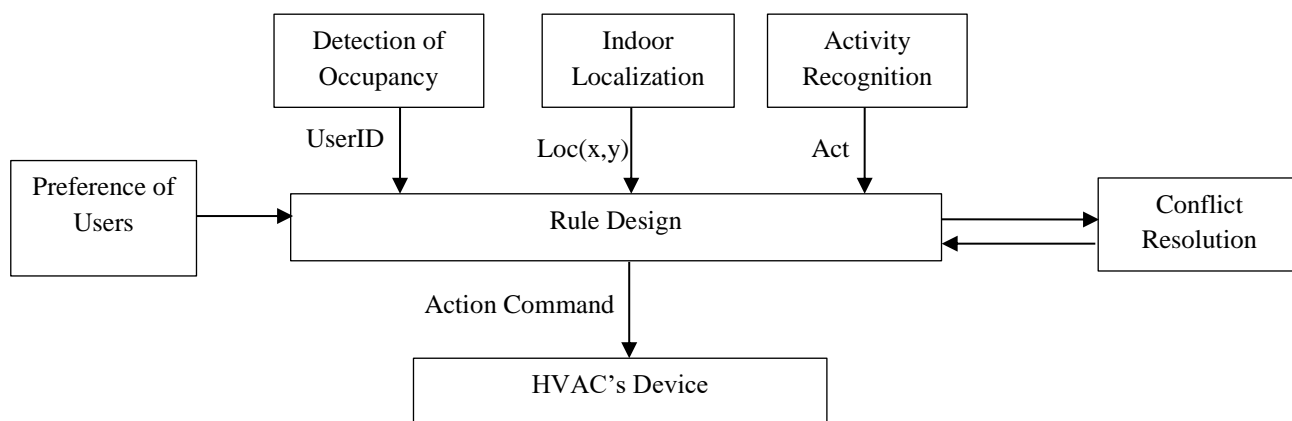 Detection of
Occupancy
Indoor
Localization
Activity
Recognition
UserID
Loc(x,y)
Act
Preference of
Users
Rule Design
Conflict
Resolution
Action Command
HVAC's Device